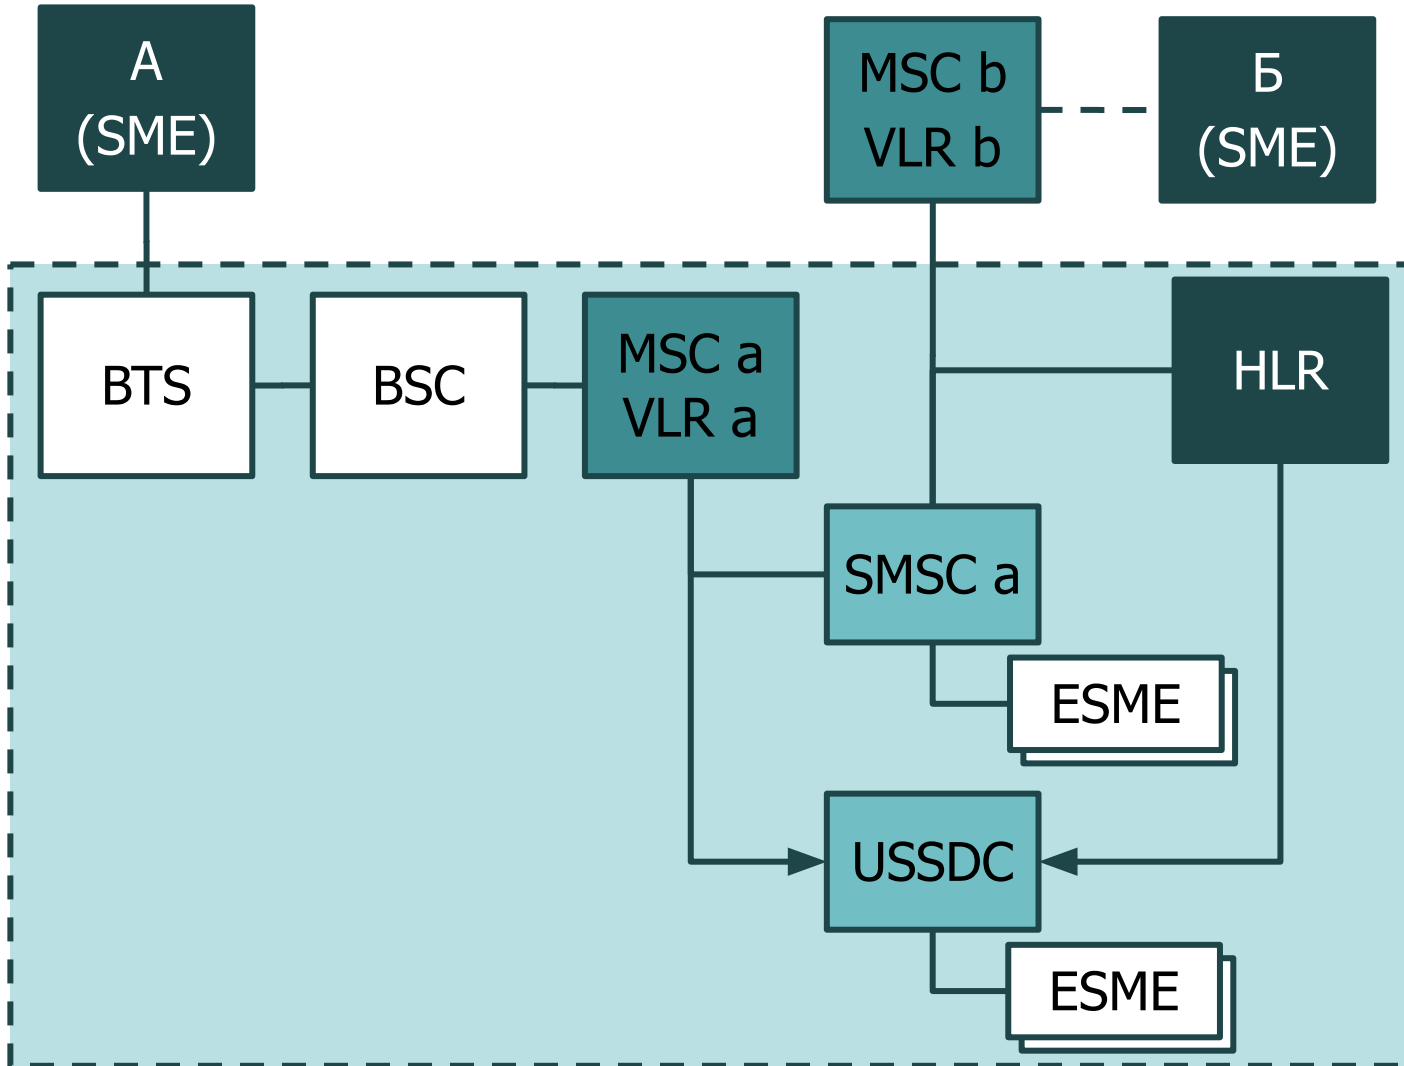 А
(SME)
MSC b
VLR b
Б
(SME)
BTS
BSC
MSC a
VLR a
HLR
SMSC a
ESME
USSDC
ESME